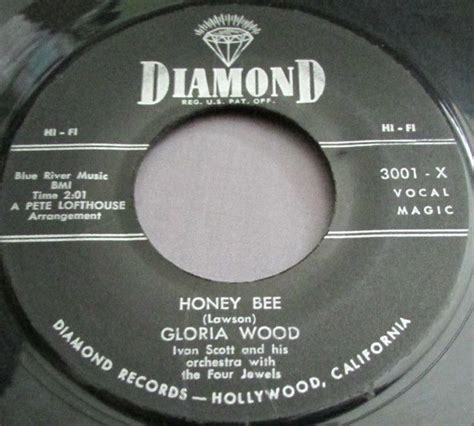 DIAMOND
REG. U.S. PAT. OFF.
HI - FI
HI - FI
Blue River Music
BMI
Time 2:01
A PETE LOFTHOUSE
Arrangement
3001 - X
VOCAL
MAGIC
HONEY BEE
(Lawson)
GLORIA WOOD
Ivan Scott and his
orchestra with
the Four Jewels
DIAMOND RECORDS — HOLLYWOOD, CALIFORNIA